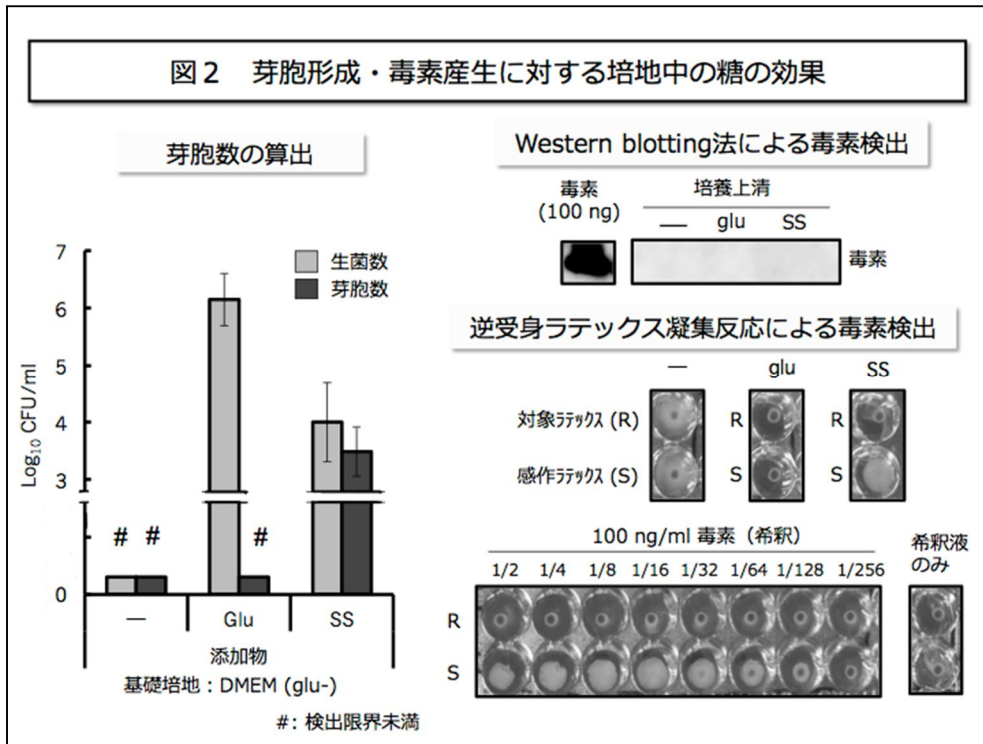 図2 芽胞形成・毒素産生に対する培地中の糖の効果
芽胞数の算出
Log₁₀ CFU/ml
7
6
5
4
3
0
生菌数
芽胞数
# #
#
— Glu SS
添加物
基礎培地：DMEM (glu-)
#: 検出限界未満
Western blotting法による毒素検出
毒素
(100 ng)
培養上清
— glu SS
毒素
逆受身ラテックス凝集反応による毒素検出
— glu SS
対象ﾗﾃｯｸｽ (R) R R
感作ﾗﾃｯｸｽ (S) S S
100 ng/ml 毒素（希釈）
1/2 1/4 1/8 1/16 1/32 1/64 1/128 1/256
希釈液
のみ
R
S